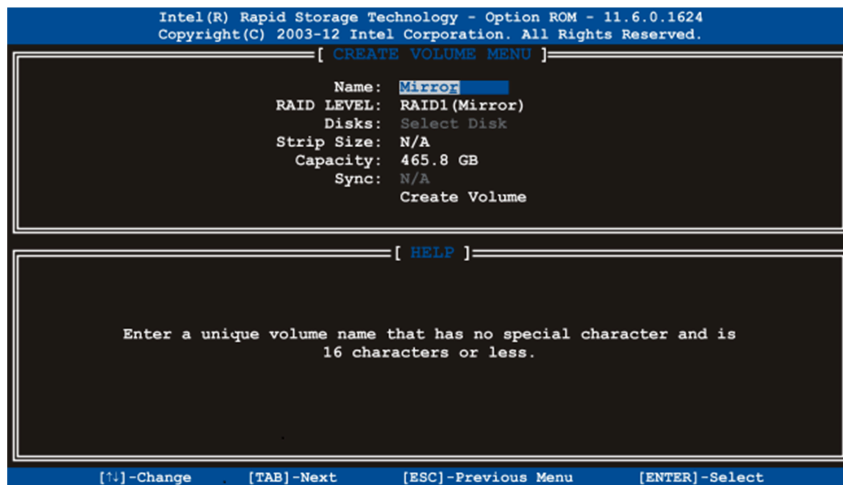 Intel(R) Rapid Storage Technology - Option ROM - 11.6.0.1624
Copyright(C) 2003-12 Intel Corporation. All Rights Reserved.
[ CREATE VOLUME MENU ]
Name: Mirror
RAID LEVEL: RAID1(Mirror)
Disks: Select Disk
Strip Size: N/A
Capacity: 465.8 GB
Sync: N/A
Create Volume
[ HELP ]
Enter a unique volume name that has no special character and is
16 characters or less.
[↑↓]-Change [TAB]-Next [ESC]-Previous Menu [ENTER]-Select